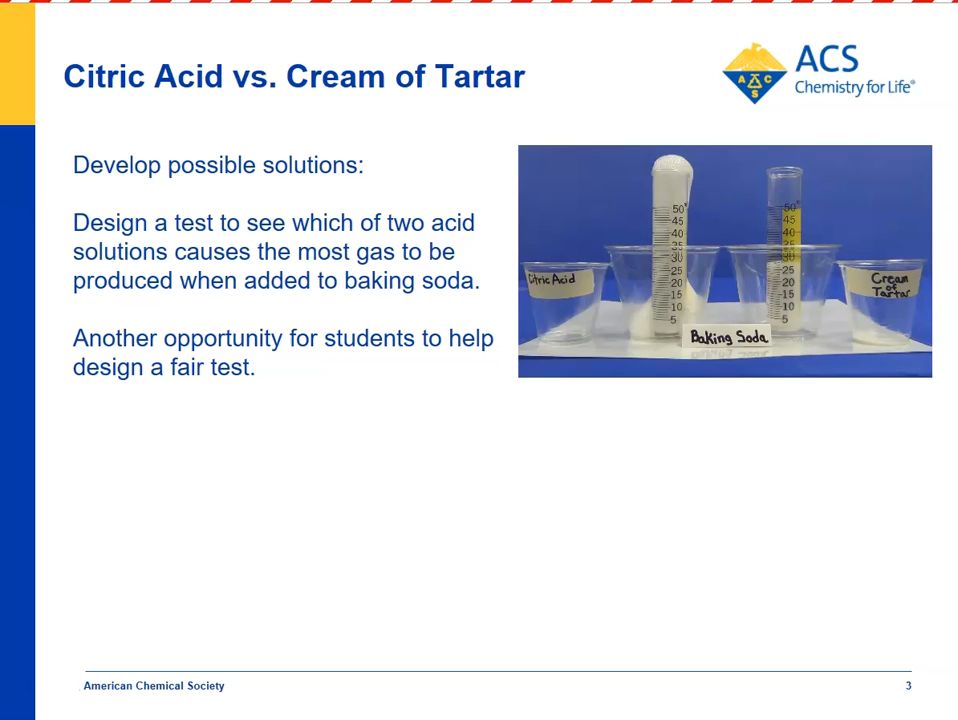 Citric Acid vs. Cream of Tartar
A C S
ACS
Chemistry for Life®
Develop possible solutions:
Design a test to see which of two acid
solutions causes the most gas to be
produced when added to baking soda.
Another opportunity for students to help
design a fair test.
Citric Acid
50
45
40
35
30
25
20
15
10
5
Baking Soda
50
45
40
35
30
25
20
15
10
5
Cream
of
Tartar
American Chemical Society
3